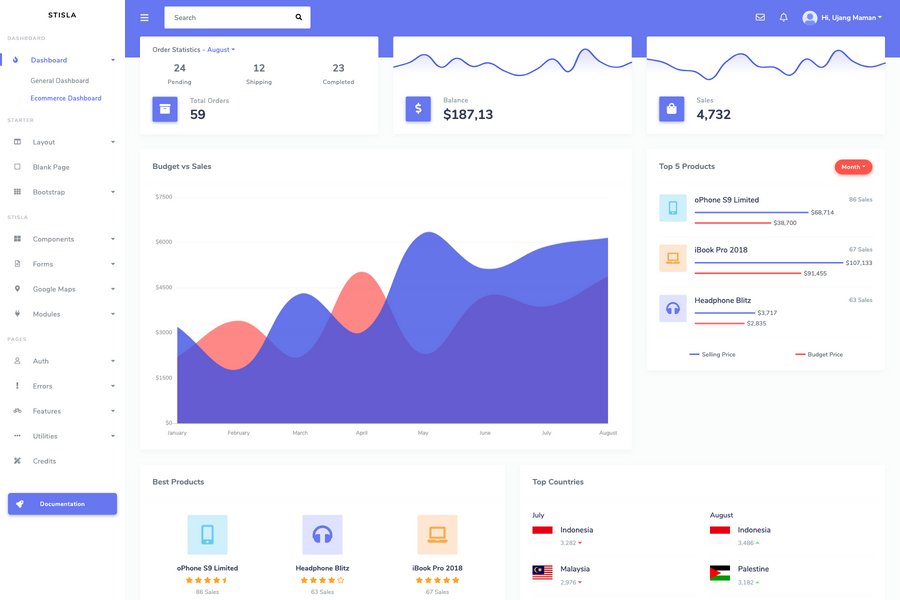 STISLA
Search
Hi, Ujang Maman
DASHBOARD
Dashboard
General Dashboard
Ecommerce Dashboard
STARTER
Layout
Blank Page
Bootstrap
STISLA
Components
Forms
Google Maps
Modules
PAGES
Auth
Errors
Features
Utilities
Credits
Documentation
Order Statistics - August
24
12
23
Pending
Shipping
Completed
Total Orders
59
$
Balance
$187,13
Sales
4,732
Budget vs Sales
$7500
$6000
$4500
$3000
$1500
$0
January February March April May June July August
Top 5 Products
Month
oPhone S9 Limited 86 Sales
$68,714
$38,700
iBook Pro 2018 67 Sales
$107,133
$91,455
Headphone Blitz 63 Sales
$3,717
$2,835
Selling Price Budget Price
Best Products
oPhone S9 Limited
86 Sales
Headphone Blitz
63 Sales
iBook Pro 2018
67 Sales
Top Countries
July
Indonesia
3,282
Malaysia
2,976
August
Indonesia
3,486
Palestine
3,182